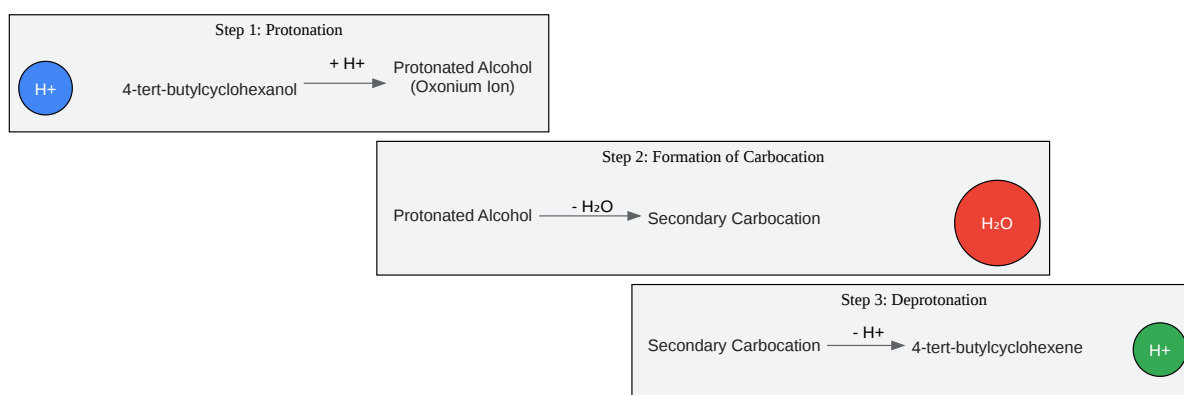 Step 1: Protonation
H+
4-tert-butylcyclohexanol
+ H+
Protonated Alcohol
(Oxonium Ion)
Step 2: Formation of Carbocation
Protonated Alcohol
- H₂O
Secondary Carbocation
H₂O
Step 3: Deprotonation
Secondary Carbocation
- H+
4-tert-butylcyclohexene
H+